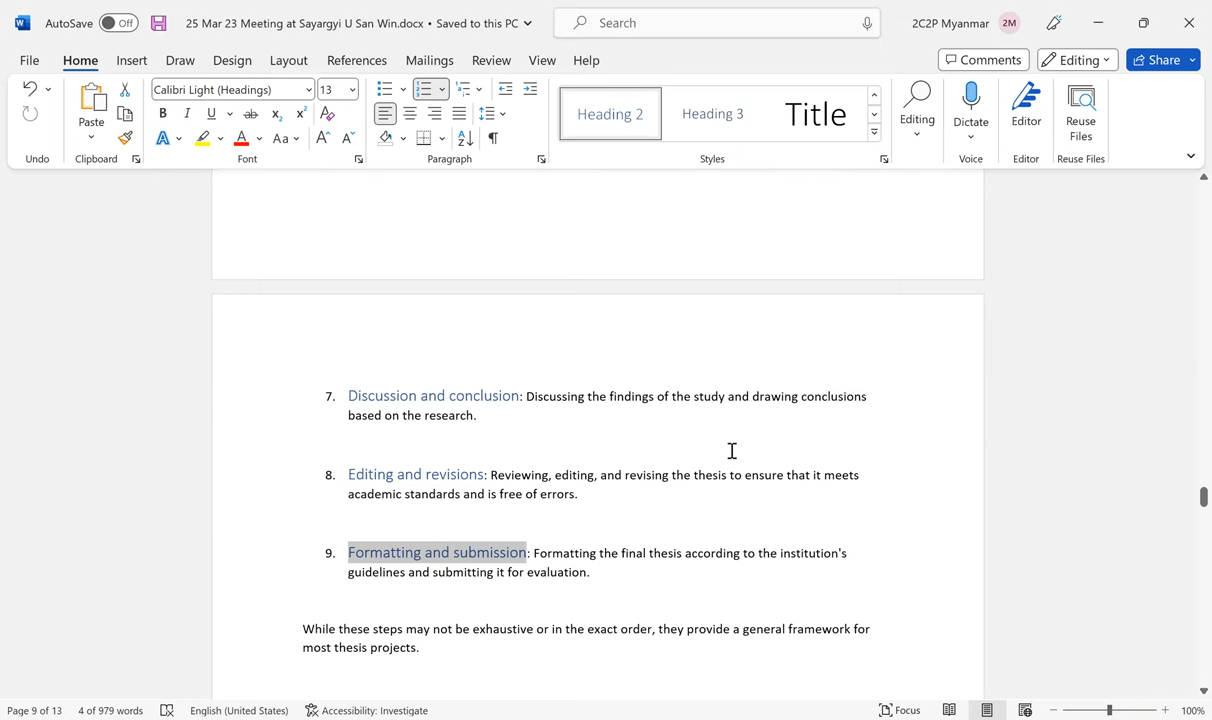 AutoSave Off 25 Mar 23 Meeting at Sayargyi U San Win.docx • Saved to this PC Search 2C2P Myanmar 2M
File Home Insert Draw Design Layout References Mailings Review View Help Comments Editing Share
Paste Calibri Light (Headings) 13 Heading 2 Heading 3 Title Editing Dictate Editor Reuse Files
Undo Clipboard Font Paragraph Styles Voice Editor Reuse Files
7. Discussion and conclusion: Discussing the findings of the study and drawing conclusions
based on the research.
8. Editing and revisions: Reviewing, editing, and revising the thesis to ensure that it meets
academic standards and is free of errors.
9. Formatting and submission: Formatting the final thesis according to the institution's
guidelines and submitting it for evaluation.
While these steps may not be exhaustive or in the exact order, they provide a general framework for
most thesis projects.
Page 9 of 13 4 of 979 words English (United States) Accessibility: Investigate Focus 100%